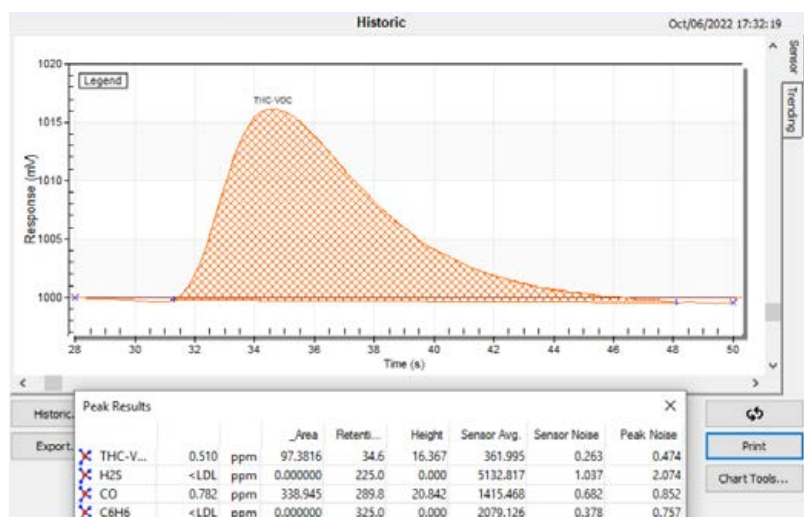 Historic
Oct/06/2022 17:32:19
Sensor
Trending
Legend
THC-VOC
Response (mV)
1020
1015
1010
1005
1000
28 30 32 34 36 38 40 42 44 46 48 50
Time (s)
Historic.
Export.
Print
Chart Tools...
Peak Results
_Area Retenti... Height Sensor Avg. Sensor Noise Peak Noise
THC-V... 0.510 ppm 97.3816 34.6 16.367 361.995 0.263 0.474
H2S <LDL ppm 0.000000 225.0 0.000 5132.817 1.037 2.074
CO 0.782 ppm 338.945 289.8 20.842 1415.468 0.682 0.852
C6H6 <LDL ppm 0.000000 325.0 0.000 2079.126 0.378 0.757